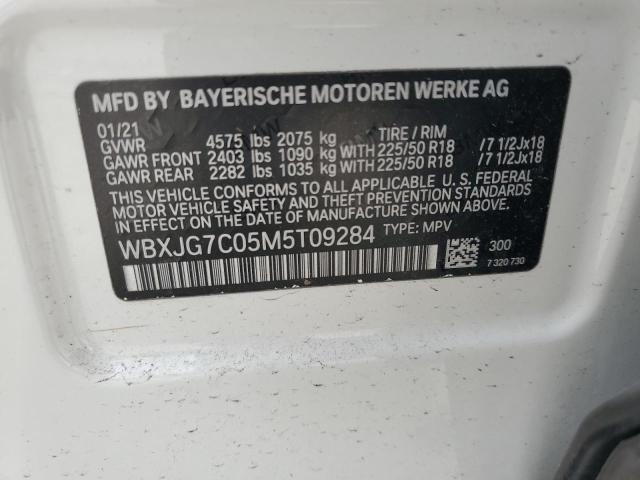 MFD BY BAYERISCHE MOTOREN WERKE AG
01/21
GVWR 4575 lbs 2075 kg TIRE / RIM
GAWR FRONT 2403 lbs 1090 kg WITH 225/50 R18 /7 1/2Jx18
GAWR REAR 2282 lbs 1035 kg WITH 225/50 R18 /7 1/2Jx18
THIS VEHICLE CONFORMS TO ALL APPLICABLE U.S. FEDERAL
MOTOR VEHICLE SAFETY AND THEFT PREVENTION STANDARDS
IN EFFECT ON THE DATE OF MANUFACTURE SHOWN ABOVE.
WBXJG7C05M5T09284 TYPE: MPV
300
7 320 730